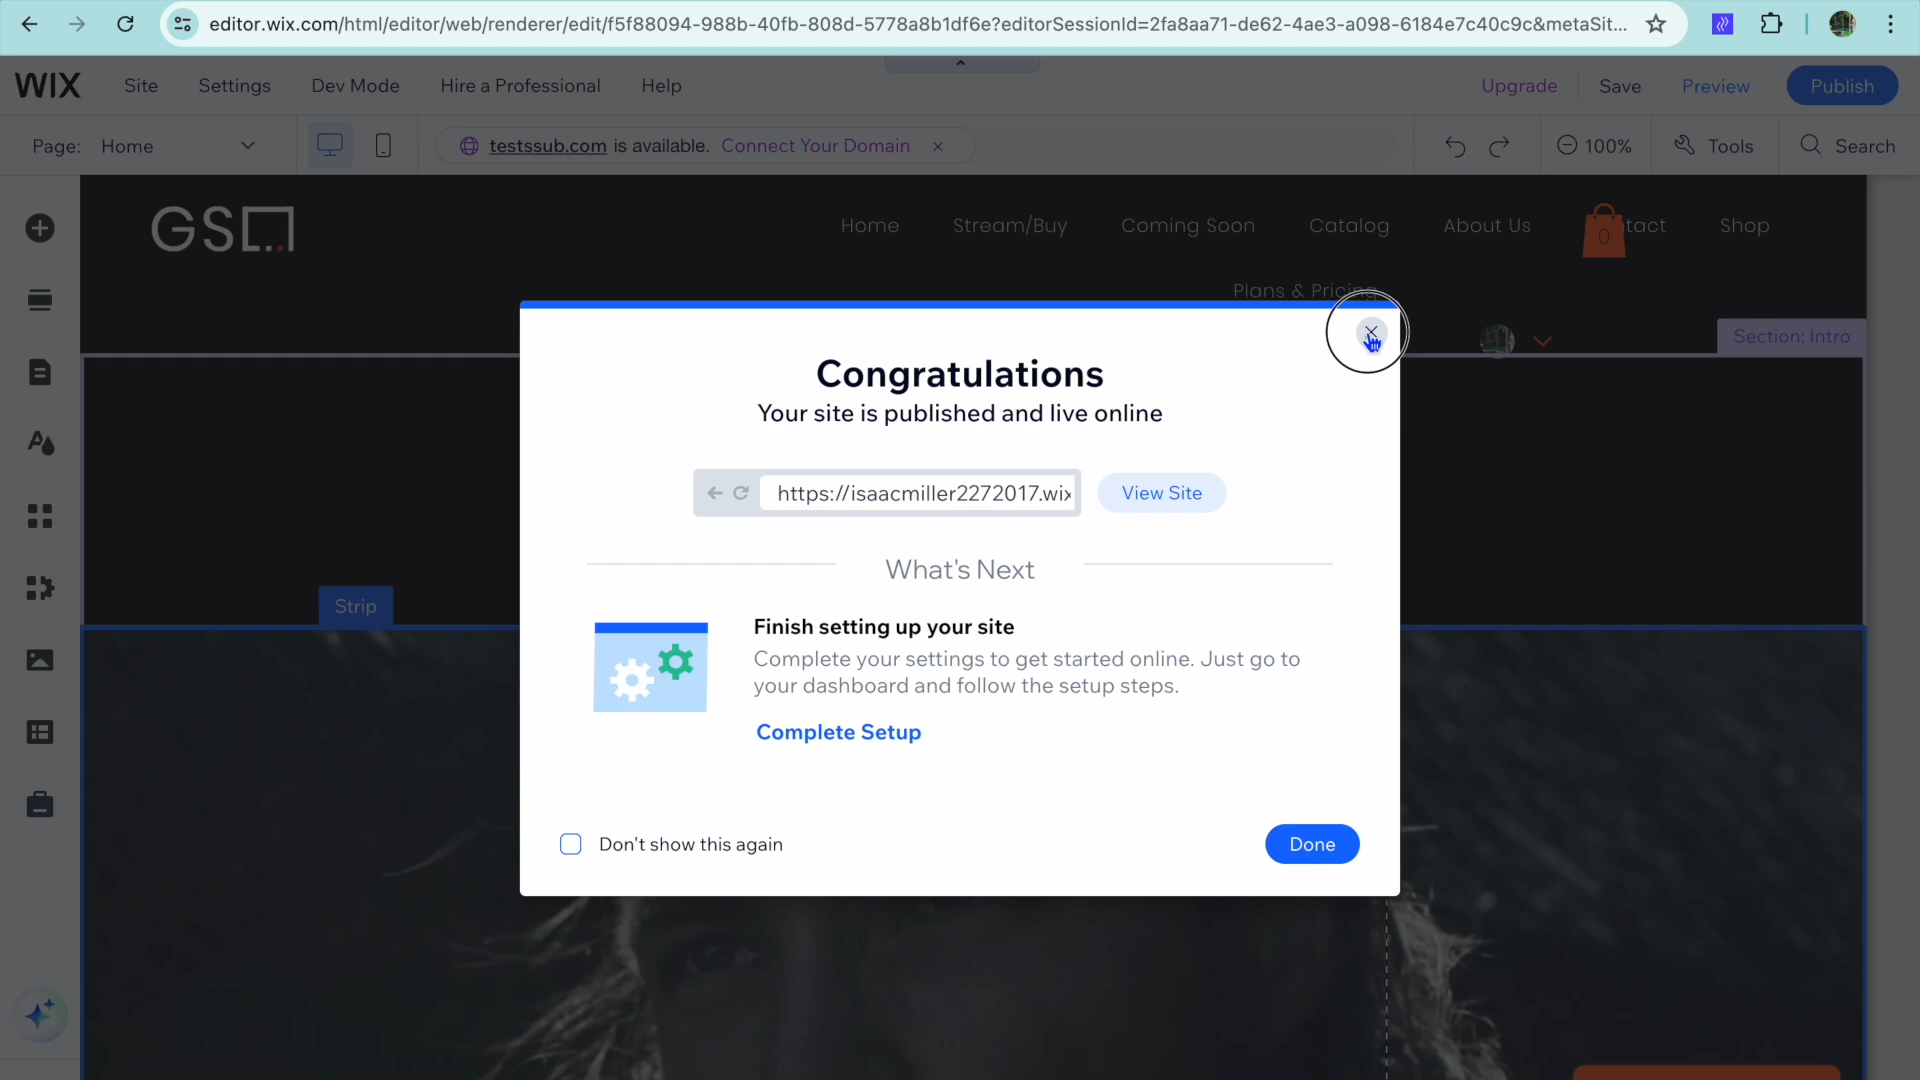 editor.wix.com/html/editor/web/renderer/edit/f5f88094-988b-40fb-808d-5778a8b1df6e?editorSessionId=2fa8aa71-de62-4ae3-a098-6184e7c40c9c&metaSit...
WIX Site Settings Dev Mode Hire a Professional Help Upgrade Save Preview Publish
Page: Home testssub.com is available. Connect Your Domain 100% Tools Search
GS
Home Stream/Buy Coming Soon Catalog About Us tact Shop
0
Plans & Pricing
Section: Intro
Congratulations
Your site is published and live online
https://isaacmiller2272017.wix
View Site
What's Next
Strip
Finish setting up your site
Complete your settings to get started online. Just go to
your dashboard and follow the setup steps.
Complete Setup
Don't show this again
Done